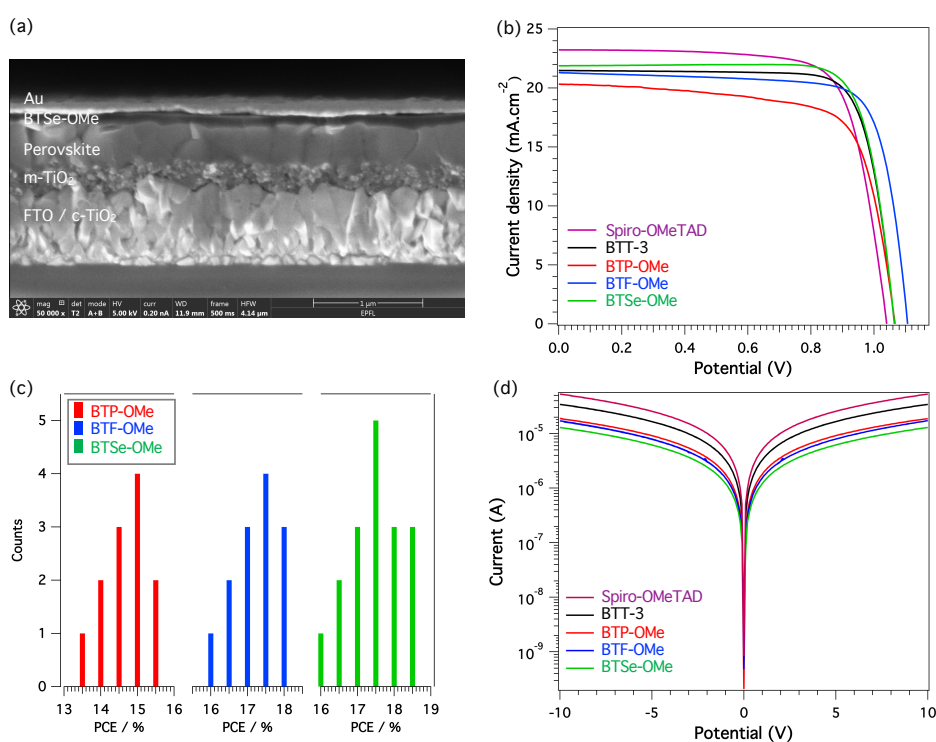 (a)
Au
BTSe-OMe
Perovskite
m-TiO₂
FTO / c-TiO₂
mag det mode HV curr WD frame HFW
50 000 x T2 A+B 5.00 kV 0.20 nA 11.9 mm 500 ms 4.14 µm
1 µm
EPFL
(b)
25
20
15
10
5
0
Current density (mA.cm⁻²)
Spiro-OMeTAD
BTT-3
BTP-OMe
BTF-OMe
BTSe-OMe
0.0 0.2 0.4 0.6 0.8 1.0
Potential (V)
(c)
5
4
3
2
1
0
Counts
BTP-OMe
BTF-OMe
BTSe-OMe
13 14 15 16
PCE / %
16 17 18
PCE / %
16 17 18 19
PCE / %
(d)
10⁻⁵
10⁻⁶
10⁻⁷
10⁻⁸
10⁻⁹
Current (A)
Spiro-OMeTAD
BTT-3
BTP-OMe
BTF-OMe
BTSe-OMe
-10 -5 0 5 10
Potential (V)